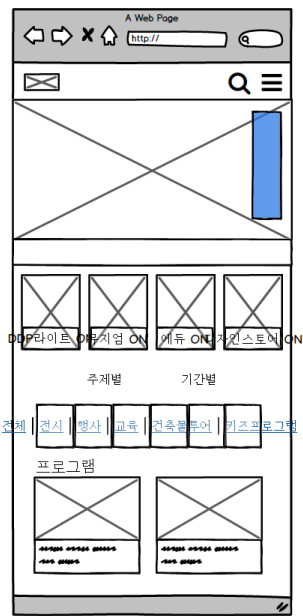 A Web Page
http://
DDP라이트 ON 뮤지엄 ON 에듀 ON 디자인스토어 ON
주제별 기간별
전체 | 전시 | 행사 | 교육 | 건축물투어 | 키즈프로그램
프로그램